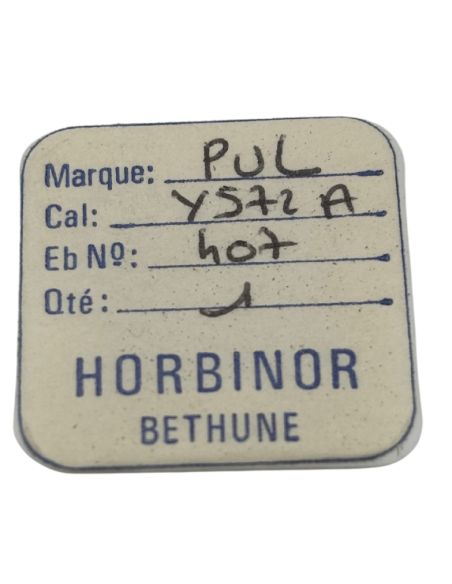 Marque: PUL
Cal: Y572 A
Eb Nº: 407
Qté: 1
HORBINOR
BETHUNE